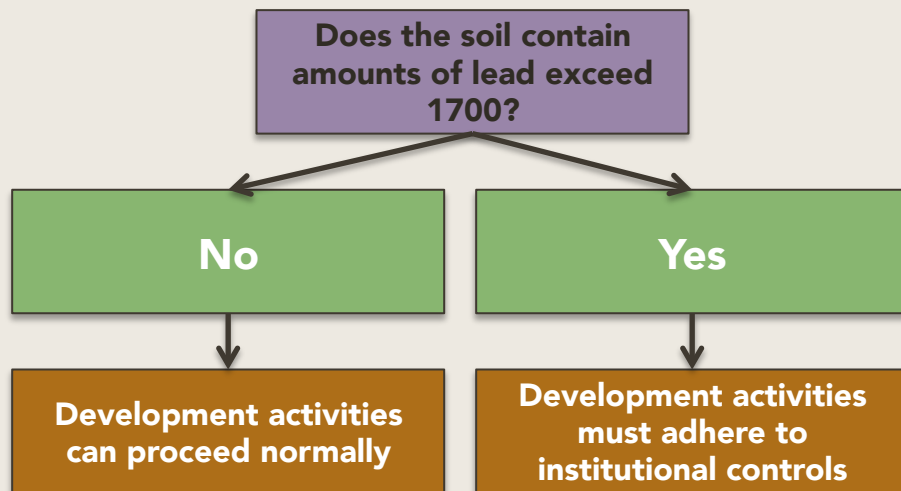 Does the soil contain
amounts of lead exceed
1700?
No
Yes
Development activities
can proceed normally
Development activities
must adhere to
institutional controls